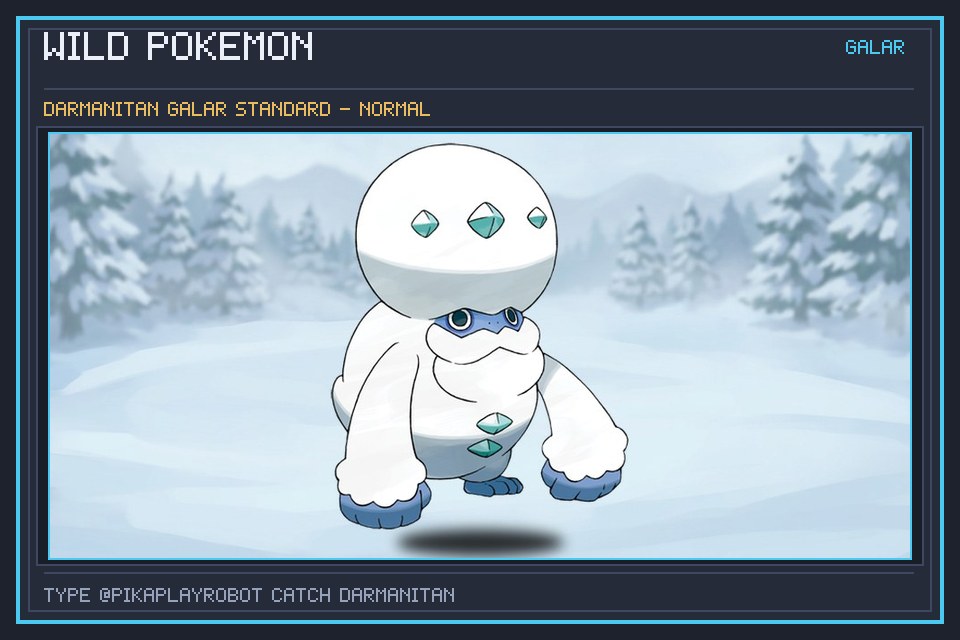 WILD POKEMON
GALAR
DARMANITAN GALAR STANDARD - NORMAL
TYPE @PIKAPLAYROBOT CATCH DARMANITAN